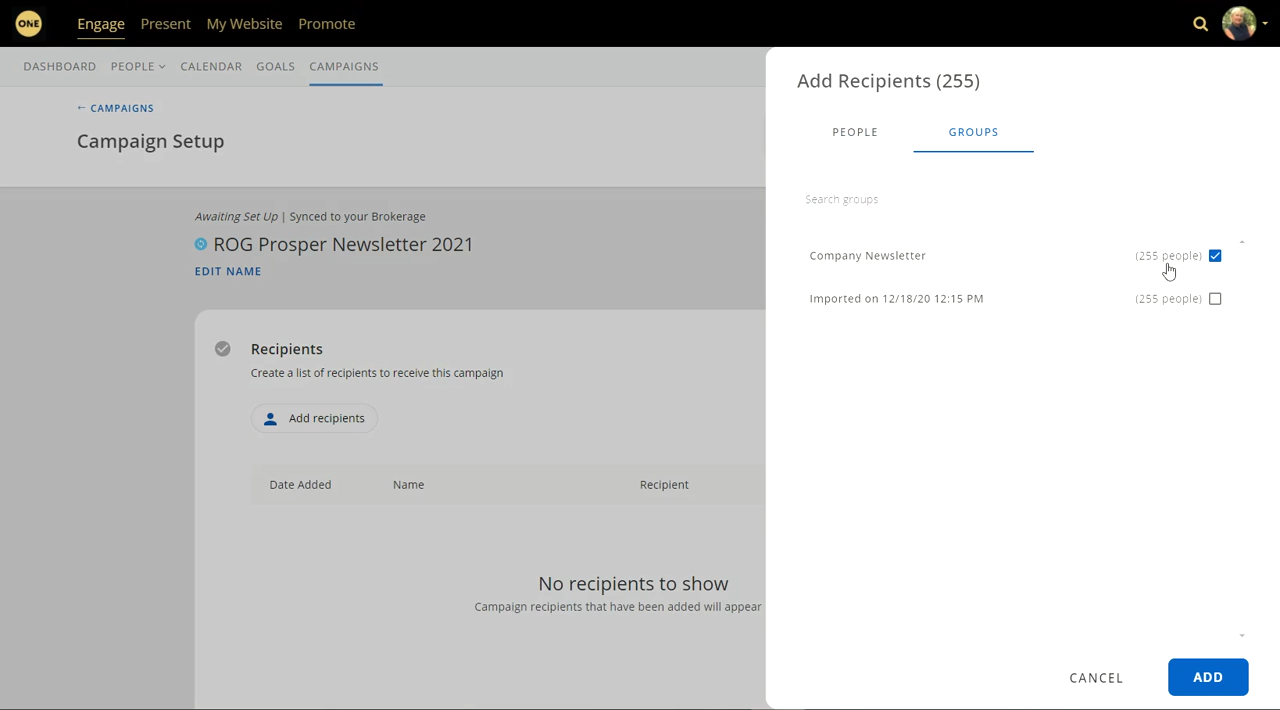 ONE Engage Present My Website Promote
DASHBOARD PEOPLE CALENDAR GOALS CAMPAIGNS
← CAMPAIGNS
Campaign Setup
Awaiting Set Up | Synced to your Brokerage
ROG Prosper Newsletter 2021
EDIT NAME
Recipients
Create a list of recipients to receive this campaign
Add recipients
Date Added Name Recipient
No recipients to show
Campaign recipients that have been added will appear
Add Recipients (255)
PEOPLE GROUPS
Search groups
Company Newsletter (255 people)
Imported on 12/18/20 12:15 PM (255 people)
CANCEL ADD